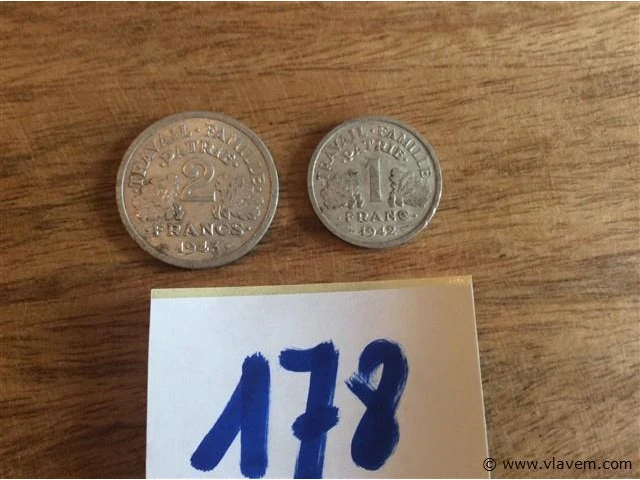 TRAVAIL · FAMILLE
· PATRIE ·
2
FRANCS
1943
TRAVAIL · FAMILLE
· PATRIE ·
1
FRANC
1942
178
© www.vlavem.com